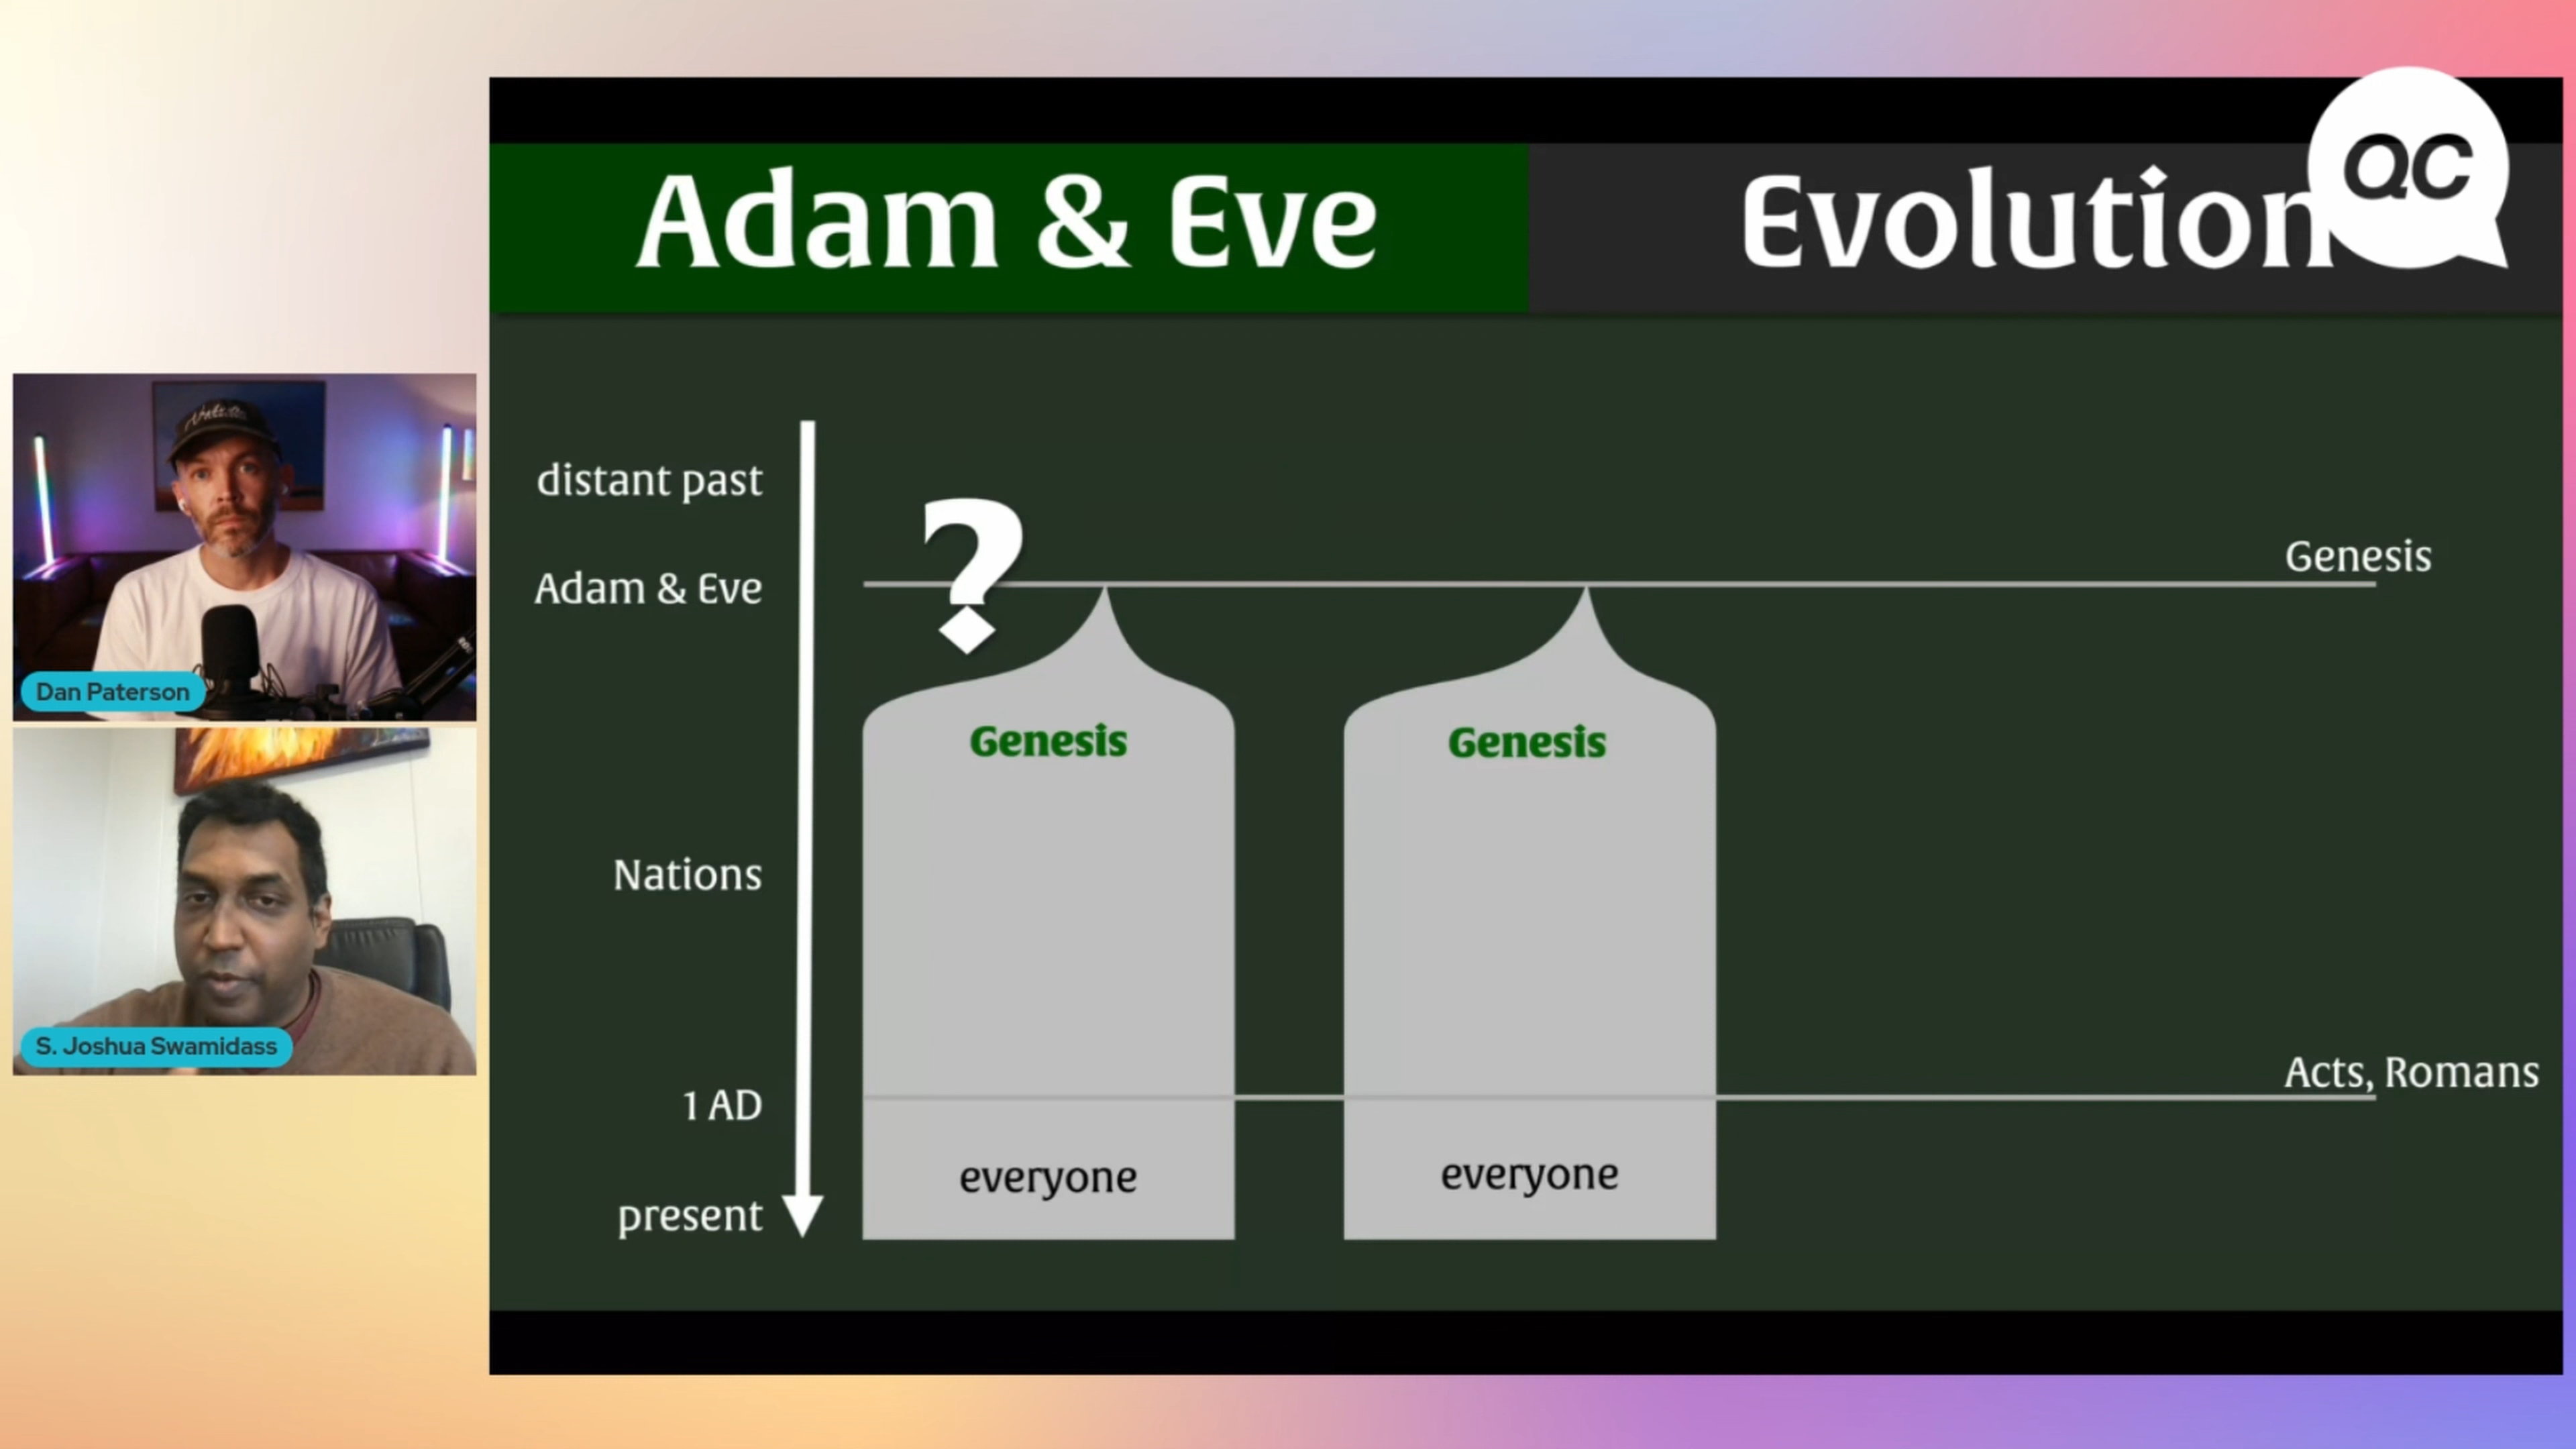 Adam & Eve
Evolution
QC
distant past
Adam & Eve
?
Genesis
Genesis
Genesis
Nations
1 AD
Acts, Romans
everyone
everyone
present
Dan Paterson
S. Joshua Swamidass